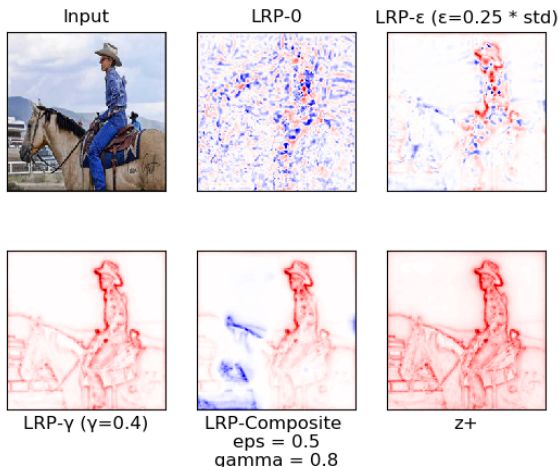 Input
LRP-0
LRP-ε (ε=0.25 * std)
LRP-γ (γ=0.4)
LRP-Composite
eps = 0.5
gamma = 0.8
z+